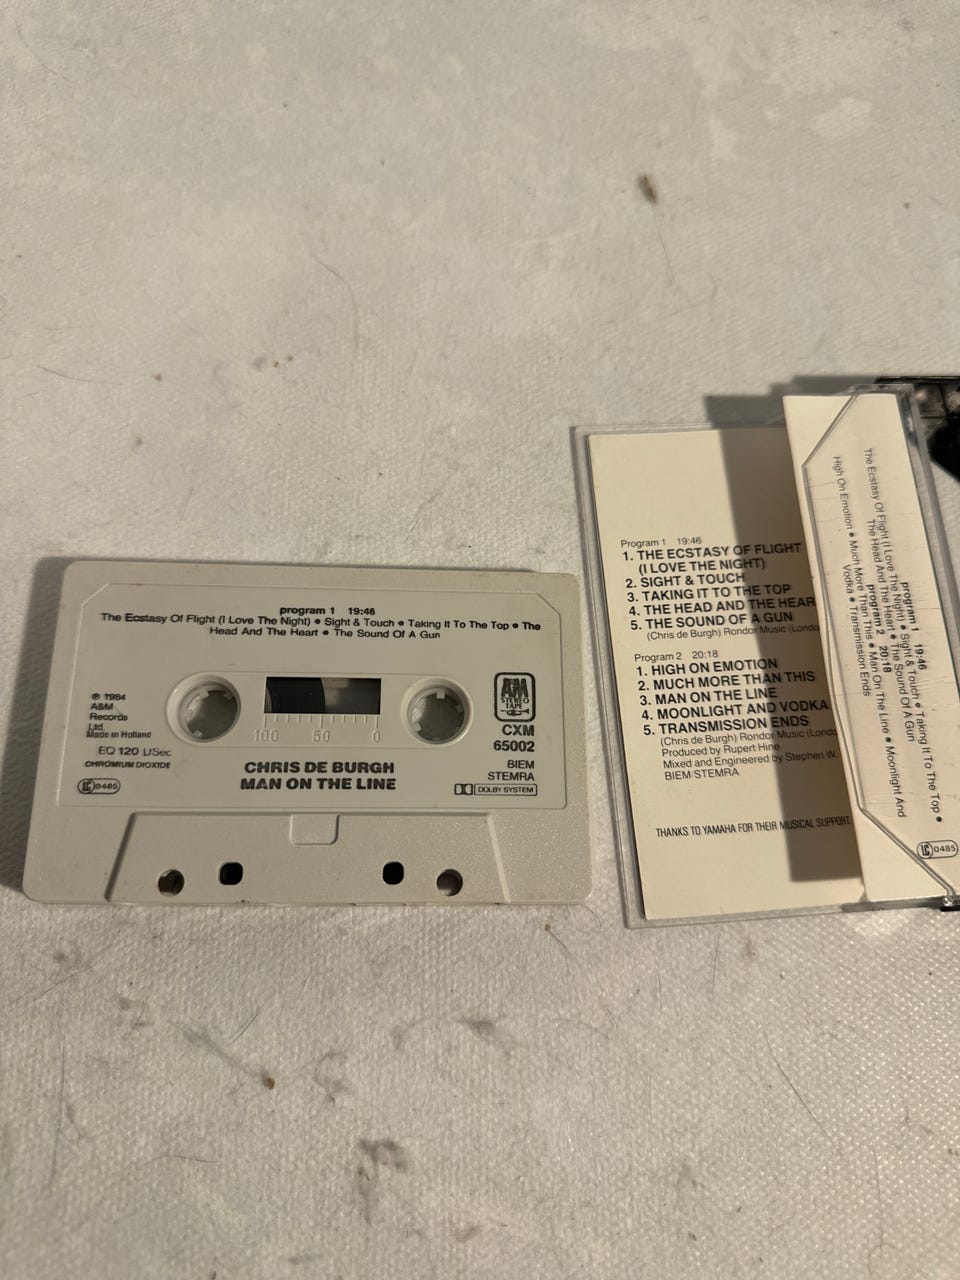 program 1 19:46
The Ecstasy Of Flight (I Love The Night) ● Sight & Touch ● Taking It To The Top ● The
Head And The Heart ● The Sound Of A Gun
℗ 1984
A&M
Records
Ltd.
Made in Holland
EQ 120 μSec
CHROMIUM DIOXIDE
LC 0485
100 50 0
CHRIS DE BURGH
MAN ON THE LINE
A&M
STEREO
TAPE
CXM
65002
BIEM
STEMRA
DOLBY SYSTEM
Program 1 19:46
1. THE ECSTASY OF FLIGHT
(I LOVE THE NIGHT)
2. SIGHT & TOUCH
3. TAKING IT TO THE TOP
4. THE HEAD AND THE HEAR
5. THE SOUND OF A GUN
(Chris de Burgh) Rondor Music (Londo
Program 2 20:18
1. HIGH ON EMOTION
2. MUCH MORE THAN THIS
3. MAN ON THE LINE
4. MOONLIGHT AND VODKA
5. TRANSMISSION ENDS
(Chris de Burgh) Rondor Music (Londo
Produced by Rupert Hine
Mixed and Engineered by Stephen W.
BIEM/STEMRA
THANKS TO YAMAHA FOR THEIR MUSICAL SUPPORT.
program 1 19:46
The Ecstasy Of Flight (I Love The Night) ● Sight & Touch ● Taking It To The Top ●
The Head And The Heart ● The Sound Of A Gun
program 2 20:18
High On Emotion ● Much More Than This ● Man On The Line ● Moonlight And
Vodka ● Transmission Ends
LC 0485